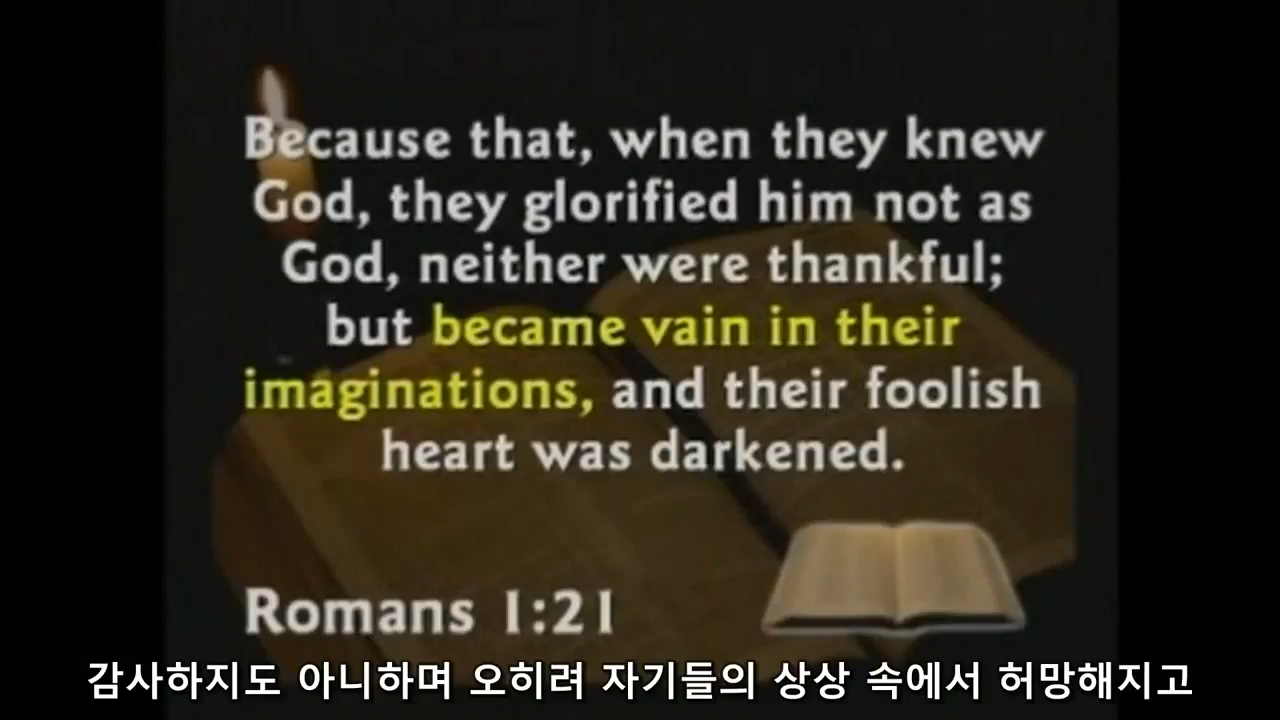 Because that, when they knew
God, they glorified him not as
God, neither were thankful;
but became vain in their
imaginations, and their foolish
heart was darkened.
Romans 1:21
감사하지도 아니하며 오히려 자기들의 상상 속에서 허망해지고